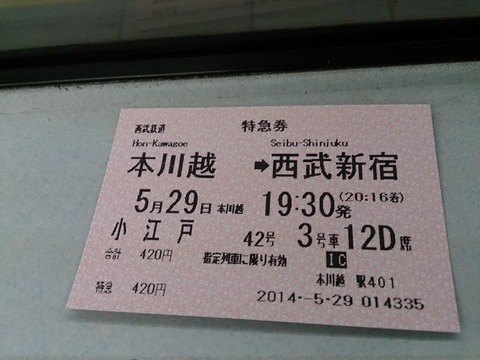 西武鉄道 特急券
Hon-Kawagoe Seibu-Shinjuku
本川越 ➡西武新宿
5月29日 本川越 19:30発 (20:16着)
小江戸 42号 3号車 12D席
合計 420円 指定列車に限り有効 IC
本川越 駅401
特急 420円 2014.-5.29 014335